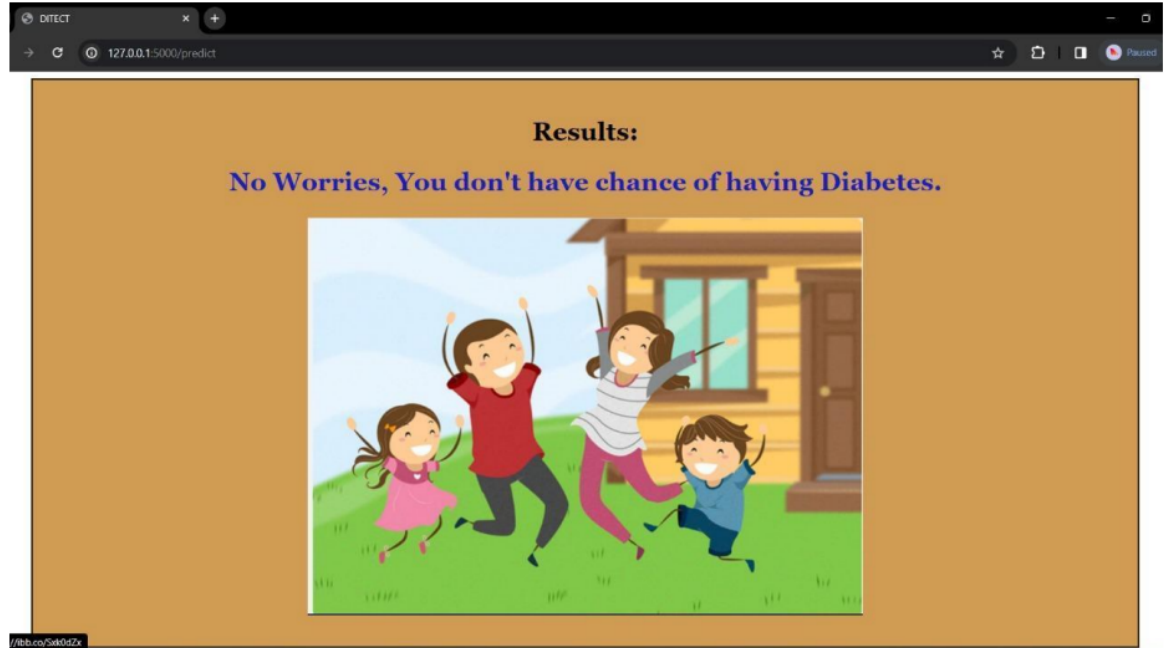 DITECT
127.0.0.1:5000/predict
Paused
Results:
No Worries, You don't have chance of having Diabetes.
//ibb.co/Sxk0dZx